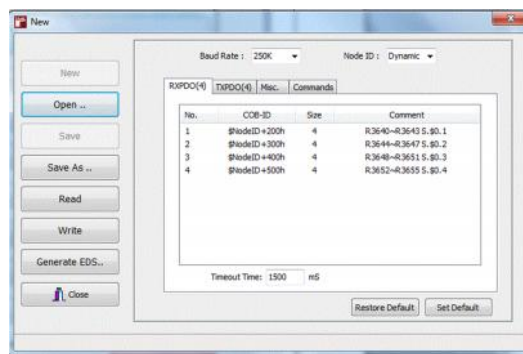 New
Baud Rate : 250K Node ID : Dynamic
New
Open ..
Save
Save As ..
Read
Write
Generate EDS..
Close
RXPDO(4) TXPDO(4) Misc. Commands
No. COB-ID Size Comment
1 $NodeID+200h 4 R3640~R3643 S.$0.1
2 $NodeID+300h 4 R3644~R3647 S.$0.2
3 $NodeID+400h 4 R3648~R3651 S.$0.3
4 $NodeID+500h 4 R3652~R3655 S.$0.4
Timeout Time: 1500 mS
Restore Default Set Default